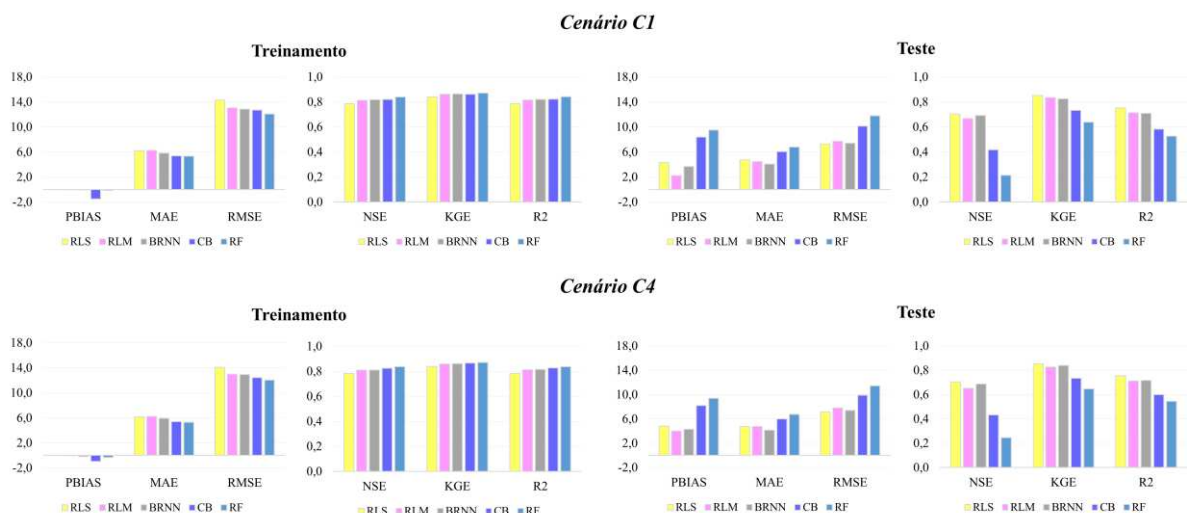 Cenário C1
Treinamento
Teste
18,0
14,0
10,0
6,0
2,0
-2,0
PBIAS MAE RMSE
RLS RLM BRNN CB RF
1,0
0,8
0,6
0,4
0,2
0,0
NSE KGE R2
RLS RLM BRNN CB RF
18,0
14,0
10,0
6,0
2,0
-2,0
PBIAS MAE RMSE
RLS RLM BRNN CB RF
1,0
0,8
0,6
0,4
0,2
0,0
NSE KGE R2
RLS RLM BRNN CB RF
Cenário C4
Treinamento
Teste
18,0
14,0
10,0
6,0
2,0
-2,0
PBIAS MAE RMSE
RLS RLM BRNN CB RF
1,0
0,8
0,6
0,4
0,2
0,0
NSE KGE R2
RLS RLM BRNN CB RF
18,0
14,0
10,0
6,0
2,0
-2,0
PBIAS MAE RMSE
RLS RLM BRNN CB RF
1,0
0,8
0,6
0,4
0,2
0,0
NSE KGE R2
RLS RLM BRNN CB RF